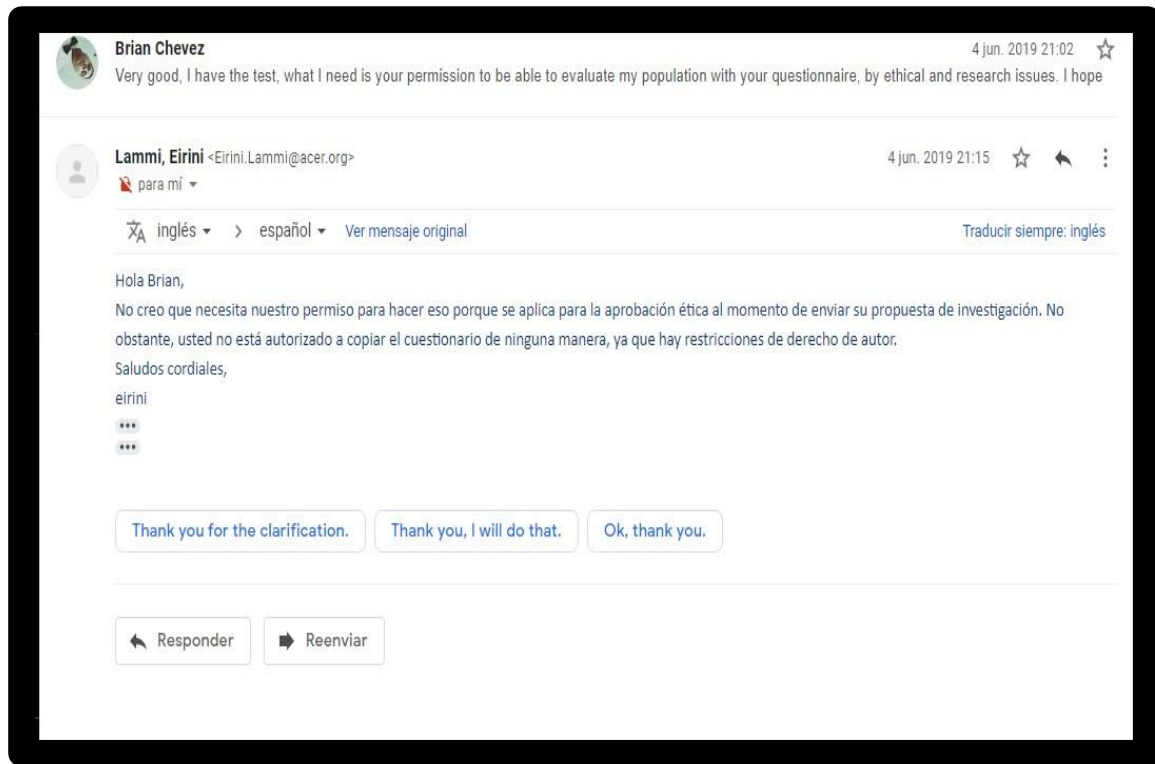 Brian Chevez 4 jun. 2019 21:02
Very good, I have the test, what I need is your permission to be able to evaluate my population with your questionnaire, by ethical and research issues. I hope
Lammi, Eirini <Eirini.Lammi@acer.org> 4 jun. 2019 21:15
para mí
inglés > español Ver mensaje original Traducir siempre: inglés
Hola Brian,
No creo que necesita nuestro permiso para hacer eso porque se aplica para la aprobación ética al momento de enviar su propuesta de investigación. No
obstante, usted no está autorizado a copiar el cuestionario de ninguna manera, ya que hay restricciones de derecho de autor.
Saludos cordiales,
eirini
Thank you for the clarification. Thank you, I will do that. Ok, thank you.
Responder Reenviar